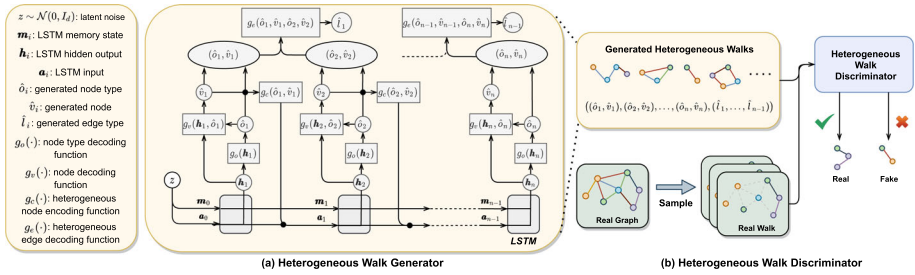 z ∼ 𝒩(0, I_d): latent noise
m_i: LSTM memory state
h_i: LSTM hidden output
a_i: LSTM input
ô_i: generated node type
v̂_i: generated node
l̂_i: generated edge type
g_o(·): node type decoding
function
g_v(·): node decoding
function
g_c(·): heterogeneous
node encoding function
g_e(·): heterogeneous
edge decoding function
g_e(ô_1, v̂_1, ô_2, v̂_2)
l̂_1
g_e(ô_{n−1}, v̂_{n−1}, ô_n, v̂_n)
l̂_{n−1}
(ô_1, v̂_1)
(ô_2, v̂_2)
(ô_n, v̂_n)
v̂_1
g_c(ô_1, v̂_1)
v̂_2
g_c(ô_2, v̂_2)
v̂_n
g_v(h_1, ô_1)
ô_1
g_v(h_2, ô_2)
ô_2
g_v(h_n, ô_n)
ô_n
g_o(h_1)
g_o(h_2)
g_o(h_n)
z
h_1
h_2
h_n
m_0
m_1
m_{n−1}
a_0
a_1
a_{n−1}
LSTM
(a) Heterogeneous Walk Generator
Generated Heterogeneous Walks
((ô_1, v̂_1), (ô_2, v̂_2), . . . , (ô_n, v̂_n), (l̂_1, . . . , l̂_{n−1}))
Heterogeneous
Walk
Discriminator
Real
Fake
Real Graph
Sample
Real Walk
(b) Heterogeneous Walk Discriminator